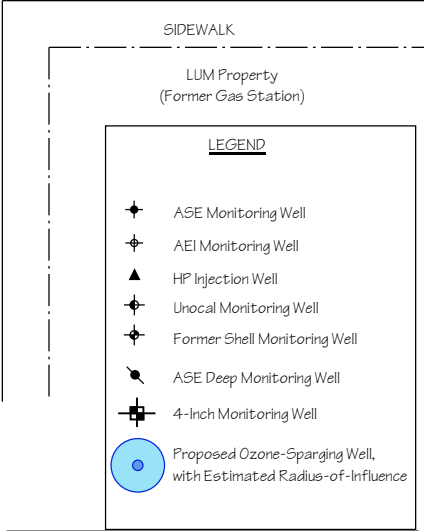 SIDEWALK
LUM Property
(Former Gas Station)
LEGEND
ASE Monitoring Well
AEI Monitoring Well
HP Injection Well
Unocal Monitoring Well
Former Shell Monitoring Well
ASE Deep Monitoring Well
4-Inch Monitoring Well
Proposed Ozone-Sparging Well,
with Estimated Radius-of-Influence